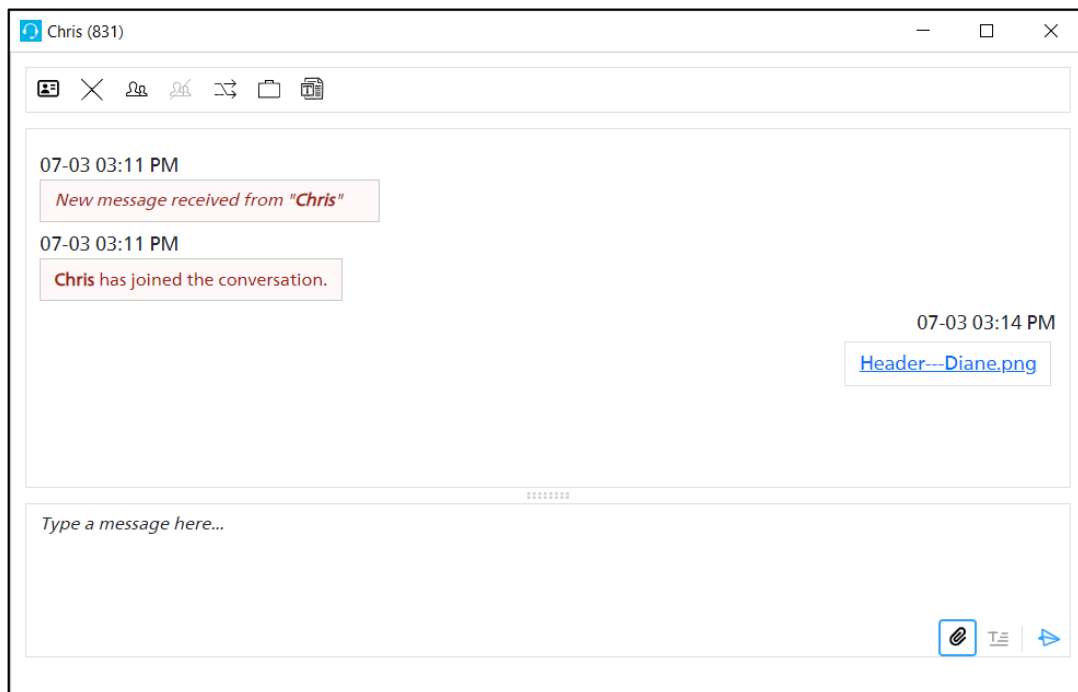 Chris (831)
07-03 03:11 PM
New message received from "Chris"
07-03 03:11 PM
Chris has joined the conversation.
07-03 03:14 PM
Header---Diane.png
Type a message here...